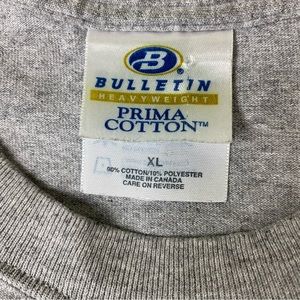 B
BULLETIN
HEAVYWEIGHT
PRIMA
COTTON™
XL
90% COTTON/10% POLYESTER
MADE IN CANADA
CARE ON REVERSE